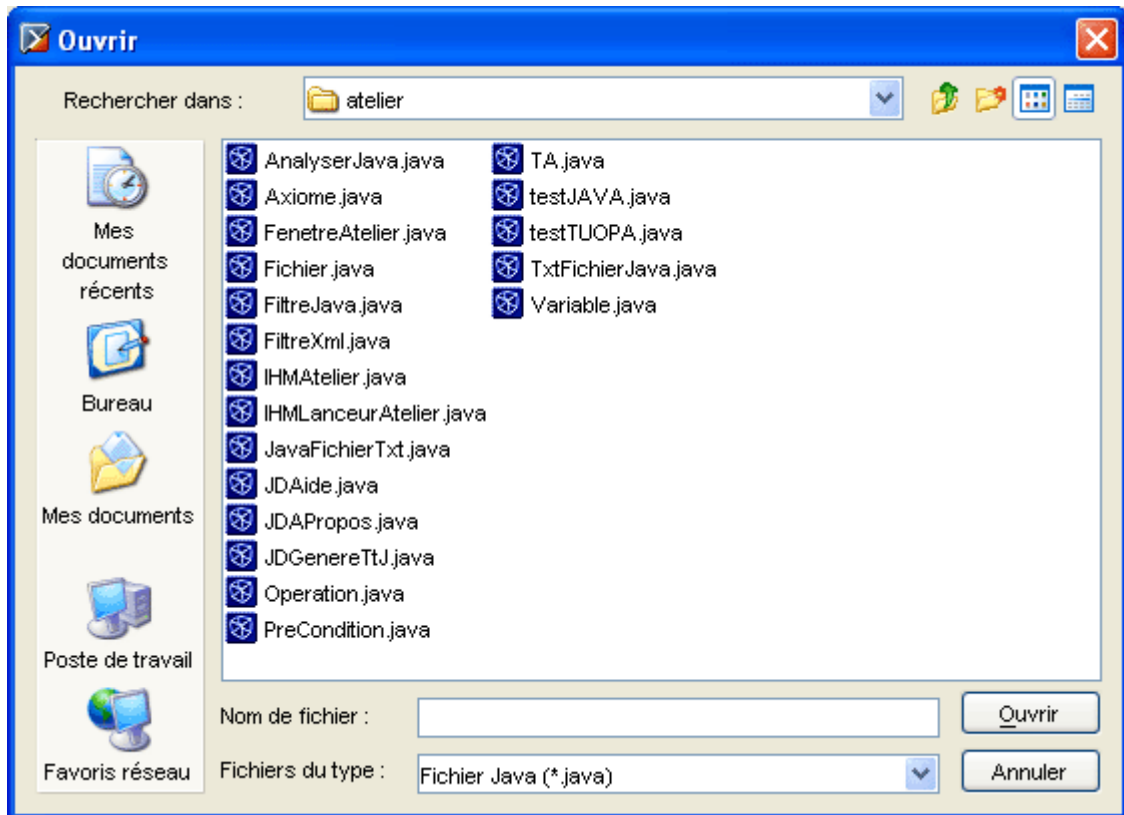 Ouvrir
Rechercher dans :
atelier
Mes
documents
récents
Bureau
Mes documents
Poste de travail
Favoris réseau
AnalyserJava.java
Axiome.java
FenetreAtelier.java
Fichier.java
FiltreJava.java
FiltreXml.java
IHMAtelier.java
IHMLanceurAtelier.java
JavaFichierTxt.java
JDAide.java
JDAPropos.java
JDGenereTtJ.java
Operation.java
PreCondition.java
TA.java
testJAVA.java
testTUOPA.java
TxtFichierJava.java
Variable.java
Nom de fichier :
Ouvrir
Fichiers du type :
Fichier Java (*.java)
Annuler